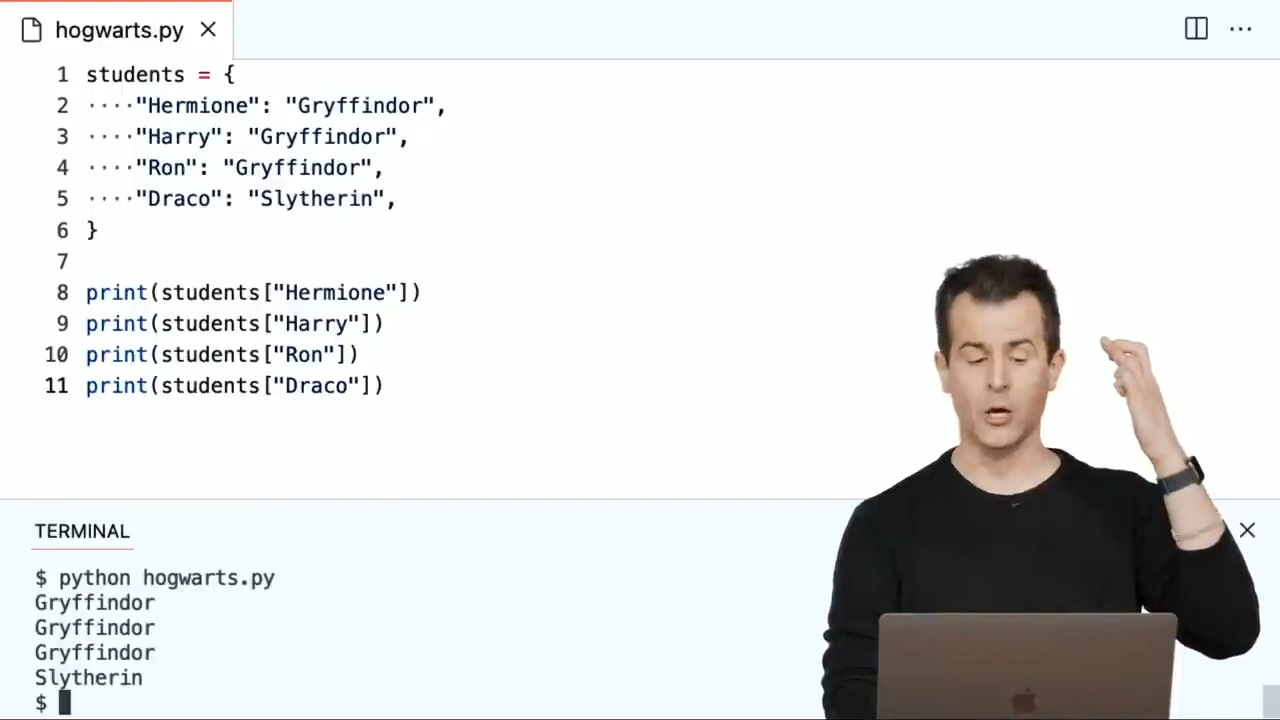 hogwarts.py
1 students = {
2 ····"Hermione": "Gryffindor",
3 ····"Harry": "Gryffindor",
4 ····"Ron": "Gryffindor",
5 ····"Draco": "Slytherin",
6 }
7
8 print(students["Hermione"])
9 print(students["Harry"])
10 print(students["Ron"])
11 print(students["Draco"])
TERMINAL
$ python hogwarts.py
Gryffindor
Gryffindor
Gryffindor
Slytherin
$